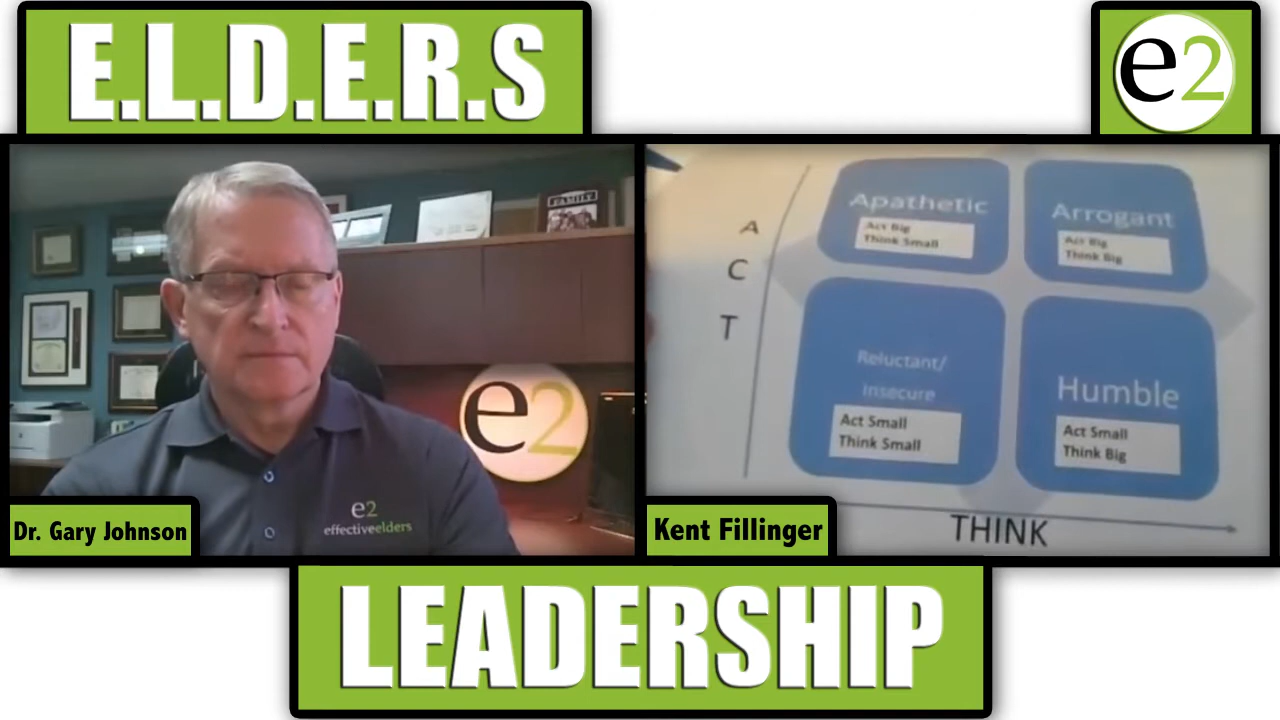 E.L.D.E.R.S
e2
FAMILY
e2
e2
effectiveelders
Dr. Gary Johnson
A
C
T
Apathetic
Act Big
Think Small
Arrogant
Act Big
Think Big
Reluctant/
Insecure
Act Small
Think Small
Humble
Act Small
Think Big
THINK
Kent Fillinger
LEADERSHIP